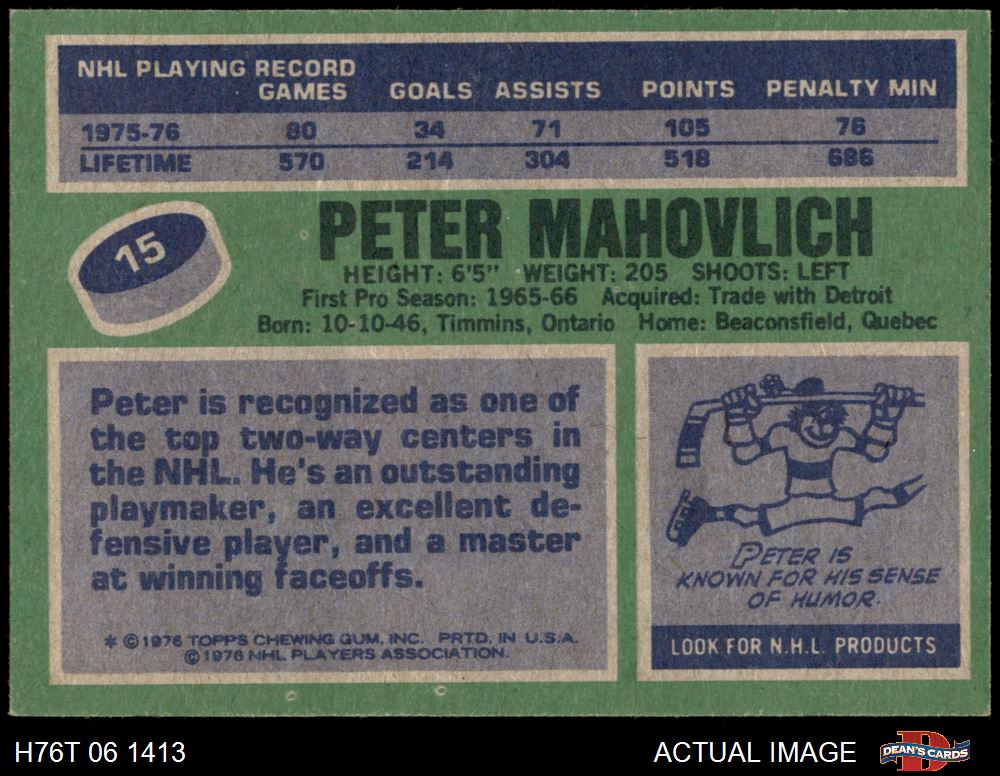 NHL PLAYING RECORD
GAMES GOALS ASSISTS POINTS PENALTY MIN
1975-76 80 34 71 105 76
LIFETIME 570 214 304 518 686
15
PETER MAHOVLICH
HEIGHT: 6'5" WEIGHT: 205 SHOOTS: LEFT
First Pro Season: 1965-66 Acquired: Trade with Detroit
Born: 10-10-46, Timmins, Ontario Home: Beaconsfield, Quebec
Peter is recognized as one of
the top two-way centers in
the NHL. He's an outstanding
playmaker, an excellent de-
fensive player, and a master
at winning faceoffs.
* ©1976 TOPPS CHEWING GUM, INC. PRTD. IN U.S.A.
©1976 NHL PLAYERS ASSOCIATION.
PETER IS
KNOWN FOR HIS SENSE
OF HUMOR.
LOOK FOR N.H.L PRODUCTS
H76T 06 1413
ACTUAL IMAGE
DEAN'S CARDS